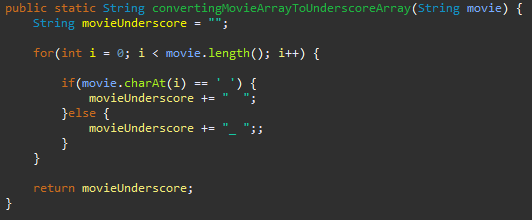 public static String convertingMovieArrayToUnderscoreArray(String movie) {
    String movieUnderscore = "";

    for(int i = 0; i < movie.length(); i++) {

        if(movie.charAt(i) == ' ') {
            movieUnderscore += "  ";
        }else {
            movieUnderscore += "_ ";;
        }
    }

    return movieUnderscore;
}